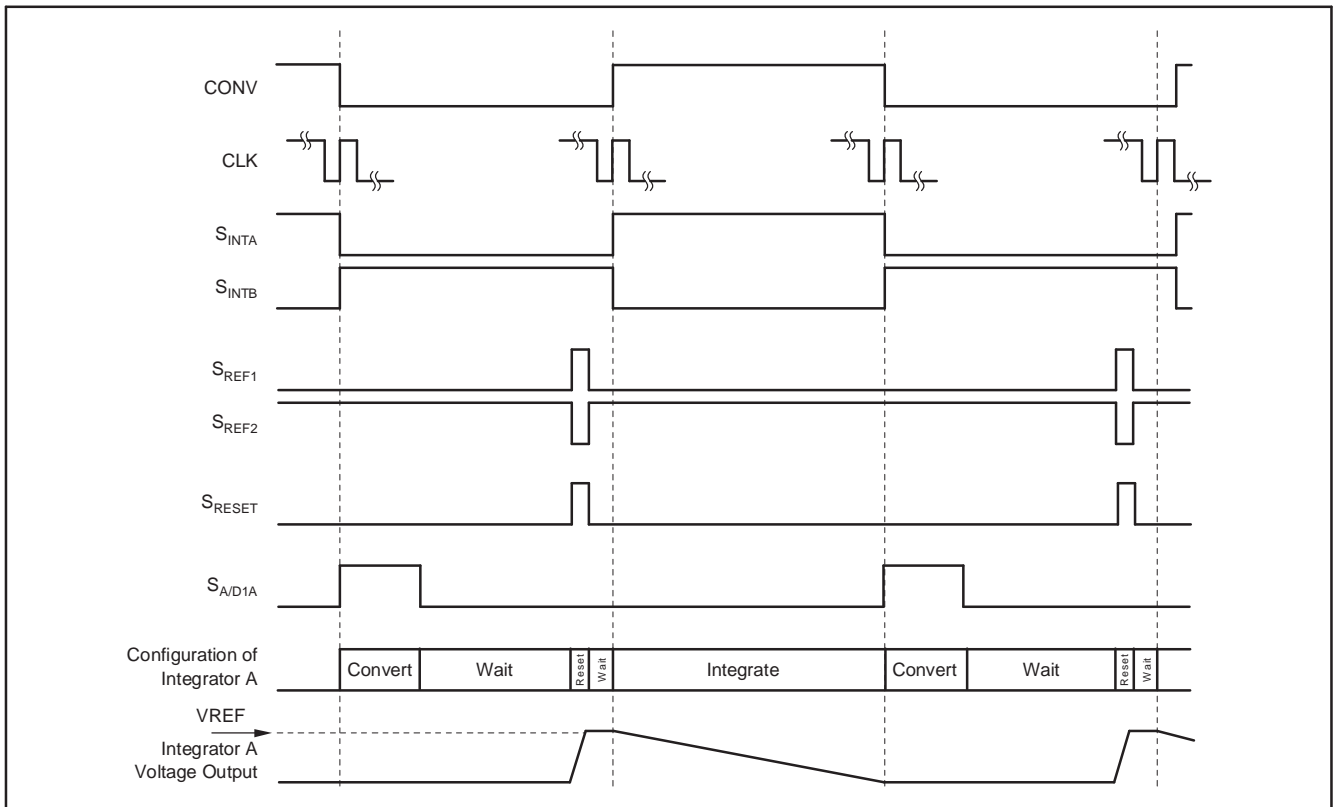 CONV
CLK
SINTA
SINTB
SREF1
SREF2
SRESET
SA/D1A
Configuration of
Integrator A
Convert
Wait
Reset
Wait
Integrate
Convert
Wait
Reset
Wait
VREF
Integrator A
Voltage Output